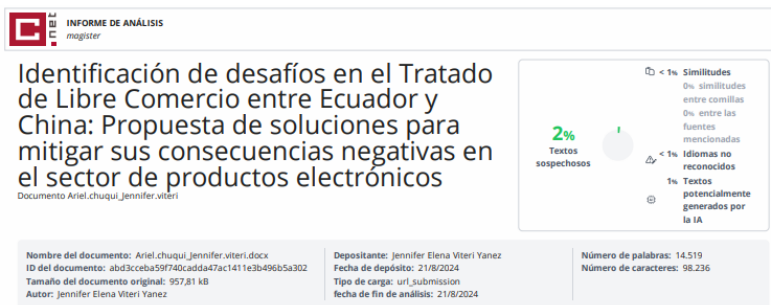 C
.net
INFORME DE ANÁLISIS
magister
Identificación de desafíos en el Tratado
de Libre Comercio entre Ecuador y
China: Propuesta de soluciones para
mitigar sus consecuencias negativas en
el sector de productos electrónicos
Documento Ariel.chuqui_Jennifer.viteri
2%
Textos
sospechosos
< 1% Similitudes
0% similitudes
entre comillas
0% entre las
fuentes
mencionadas
< 1% Idiomas no
reconocidos
1% Textos
potencialmente
generados por
la IA
Nombre del documento: Ariel.chuqui_Jennifer.viteri.docx
ID del documento: abd3cceba59f740cadda47ac1411e3b496b5a302
Tamaño del documento original: 957,81 kB
Autor: Jennifer Elena Viteri Yanez
Depositante: Jennifer Elena Viteri Yanez
Fecha de depósito: 21/8/2024
Tipo de carga: url_submission
fecha de fin de análisis: 21/8/2024
Número de palabras: 14.519
Número de caracteres: 98.236